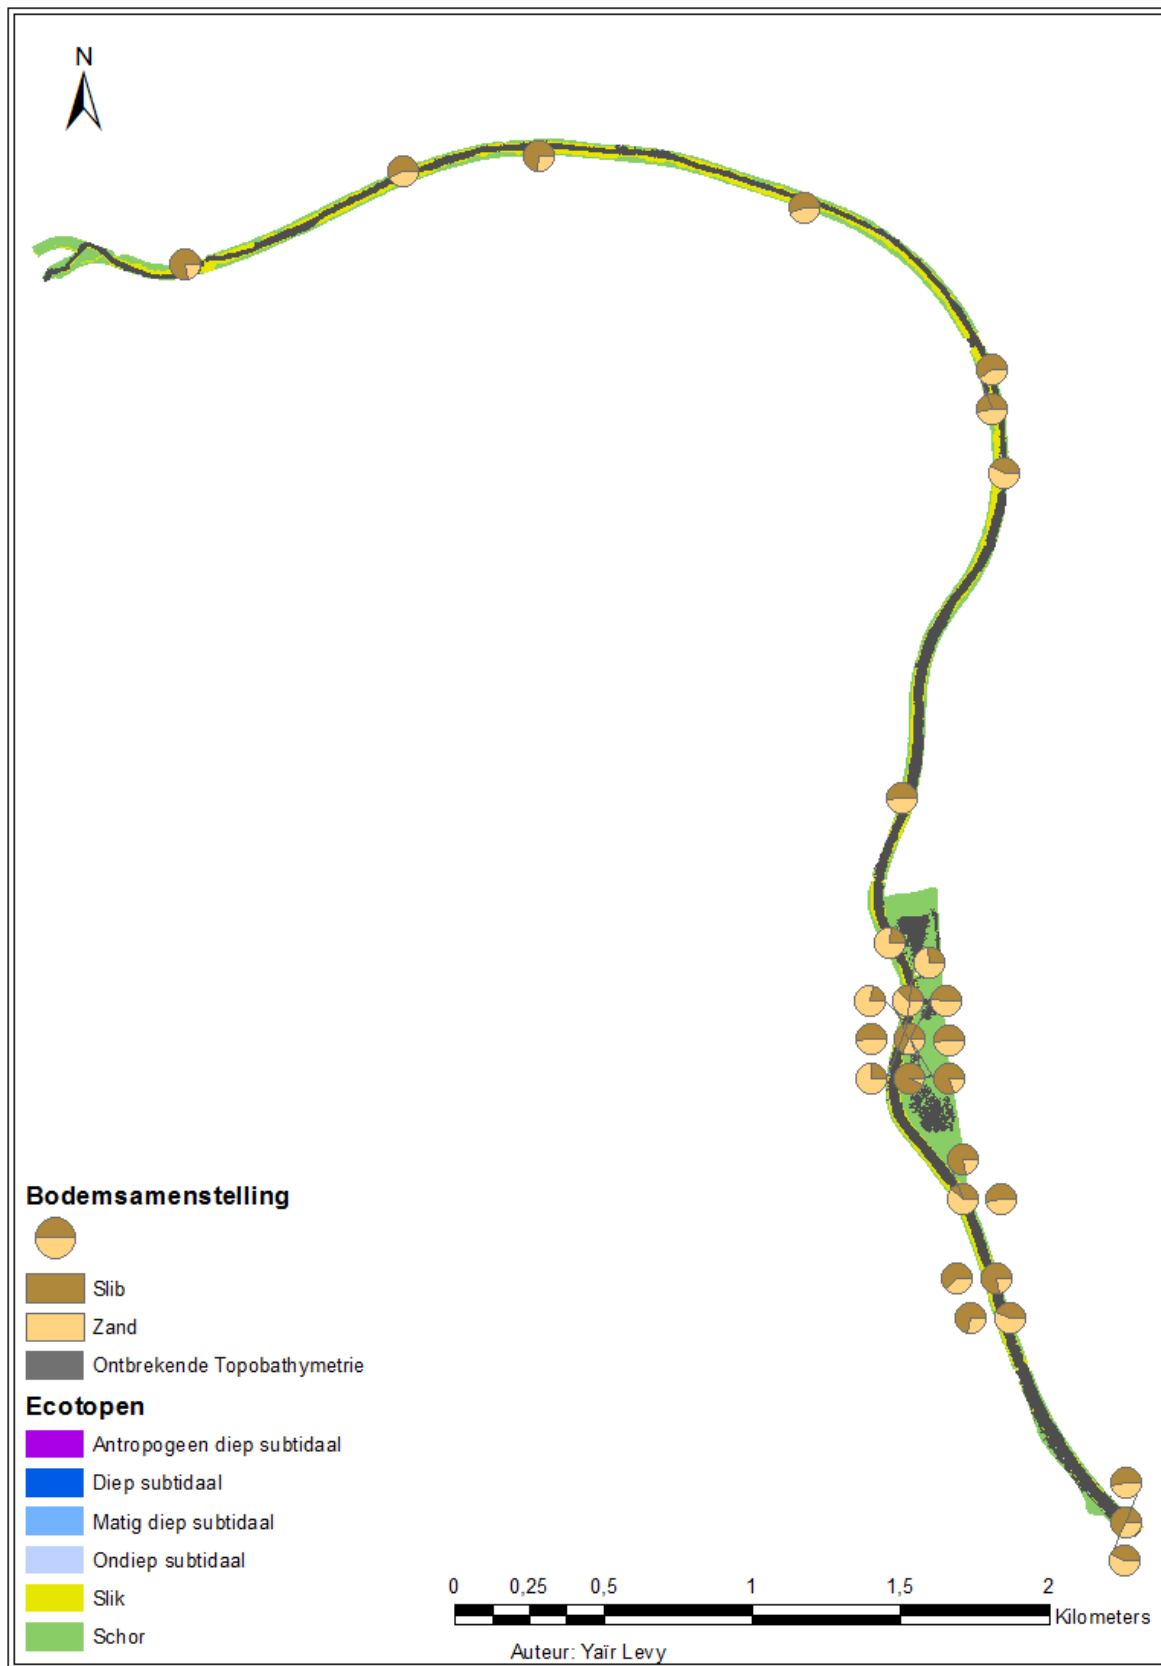 N
Bodemsamenstelling
Slib
Zand
Ontbrekende Topobathymetrie
Ecotopen
Antropogeen diep subtidaal
Diep subtidaal
Matig diep subtidaal
Ondiep subtidaal
Slik
Schor
0 0,25 0,5 1 1,5 2
Kilometers
Auteur: Yaïr Levy